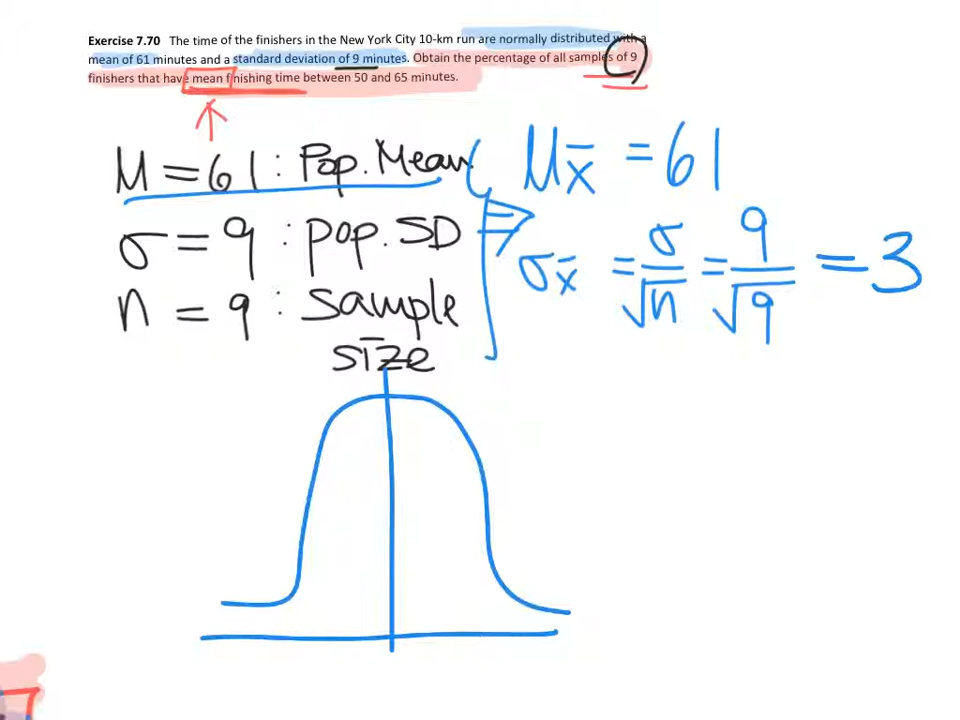 Exercise 7.70 The time of the finishers in the New York City 10-km run are normally distributed with a
mean of 61 minutes and a standard deviation of 9 minutes. Obtain the percentage of all samples of 9
finishers that have mean finishing time between 50 and 65 minutes.
M = 61 : Pop. Mean
σ = 9 : pop. SD
n = 9 : sample
size
Mx̄ = 61
σx̄ = σ/√n = 9/√9 = 3